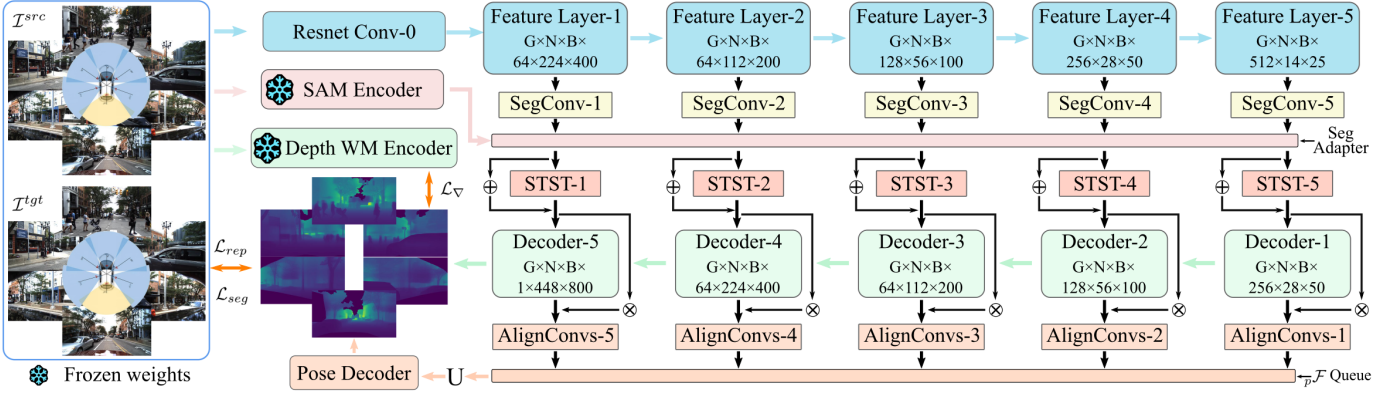 I^src
Resnet Conv-0
SAM Encoder
Depth WM Encoder
L_∇
I^tgt
L_rep
L_seg
Frozen weights
Pose Decoder
U
Feature Layer-1
G×N×B×
64×224×400
Feature Layer-2
G×N×B×
64×112×200
Feature Layer-3
G×N×B×
128×56×100
Feature Layer-4
G×N×B×
256×28×50
Feature Layer-5
G×N×B×
512×14×25
SegConv-1
SegConv-2
SegConv-3
SegConv-4
SegConv-5
Seg
Adapter
STST-1
STST-2
STST-3
STST-4
STST-5
Decoder-5
G×N×B×
1×448×800
Decoder-4
G×N×B×
64×224×400
Decoder-3
G×N×B×
64×112×200
Decoder-2
G×N×B×
128×56×100
Decoder-1
G×N×B×
256×28×50
AlignConvs-5
AlignConvs-4
AlignConvs-3
AlignConvs-2
AlignConvs-1
_pF Queue